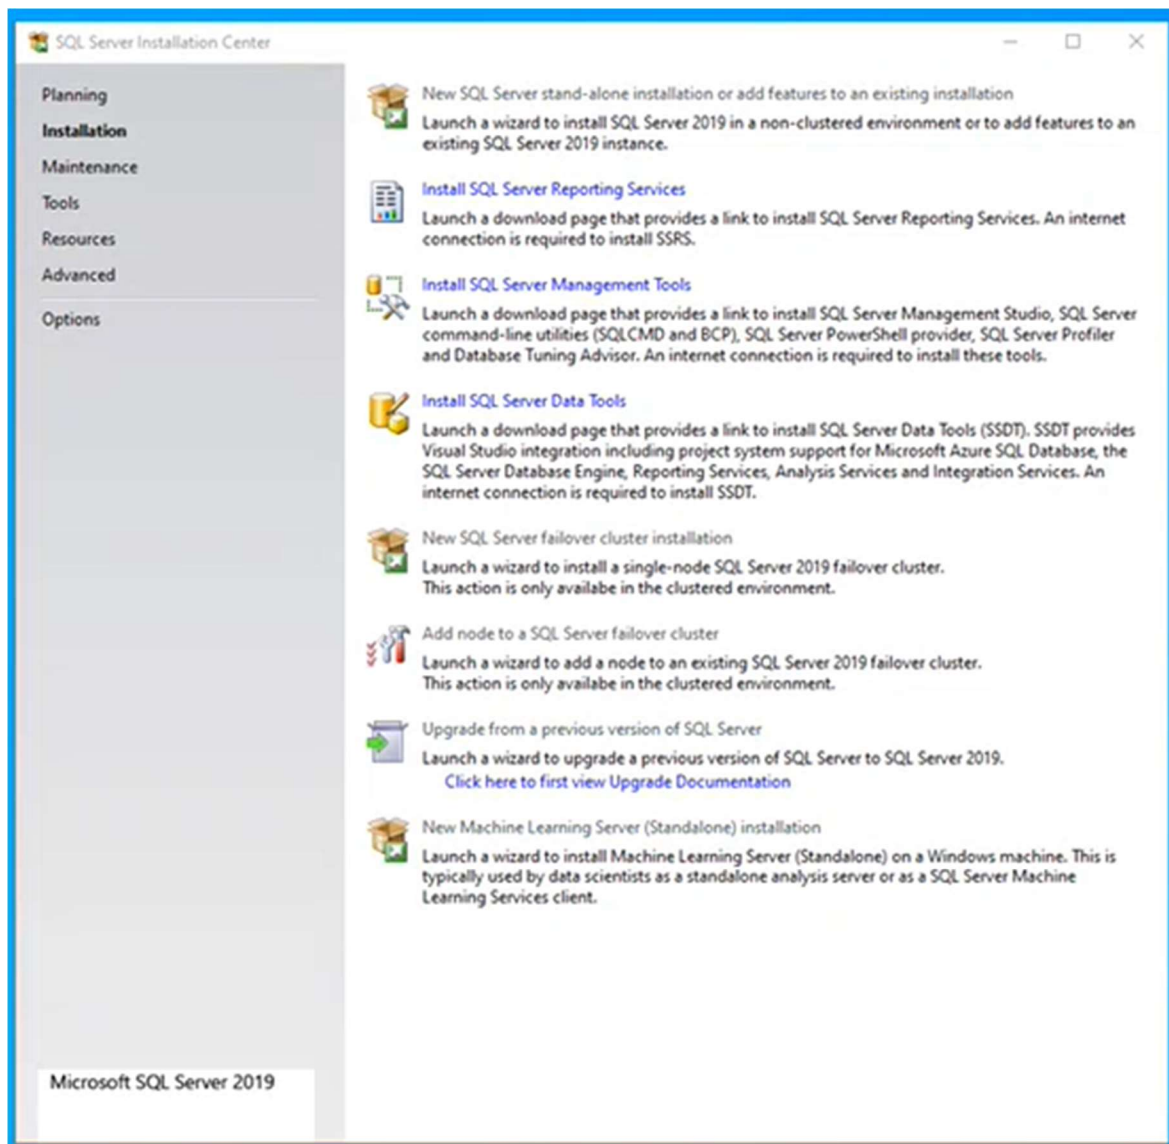 SQL Server Installation Center
Planning
Installation
Maintenance
Tools
Resources
Advanced
Options
New SQL Server stand-alone installation or add features to an existing installation
Launch a wizard to install SQL Server 2019 in a non-clustered environment or to add features to an
existing SQL Server 2019 instance.
Install SQL Server Reporting Services
Launch a download page that provides a link to install SQL Server Reporting Services. An internet
connection is required to install SSRS.
Install SQL Server Management Tools
Launch a download page that provides a link to install SQL Server Management Studio, SQL Server
command-line utilities (SQLCMD and BCP), SQL Server PowerShell provider, SQL Server Profiler
and Database Tuning Advisor. An internet connection is required to install these tools.
Install SQL Server Data Tools
Launch a download page that provides a link to install SQL Server Data Tools (SSDT). SSDT provides
Visual Studio integration including project system support for Microsoft Azure SQL Database, the
SQL Server Database Engine, Reporting Services, Analysis Services and Integration Services. An
internet connection is required to install SSDT.
New SQL Server failover cluster installation
Launch a wizard to install a single-node SQL Server 2019 failover cluster.
This action is only availabe in the clustered environment.
Add node to a SQL Server failover cluster
Launch a wizard to add a node to an existing SQL Server 2019 failover cluster.
This action is only availabe in the clustered environment.
Upgrade from a previous version of SQL Server
Launch a wizard to upgrade a previous version of SQL Server to SQL Server 2019.
Click here to first view Upgrade Documentation
New Machine Learning Server (Standalone) installation
Launch a wizard to install Machine Learning Server (Standalone) on a Windows machine. This is
typically used by data scientists as a standalone analysis server or as a SQL Server Machine
Learning Services client.
Microsoft SQL Server 2019